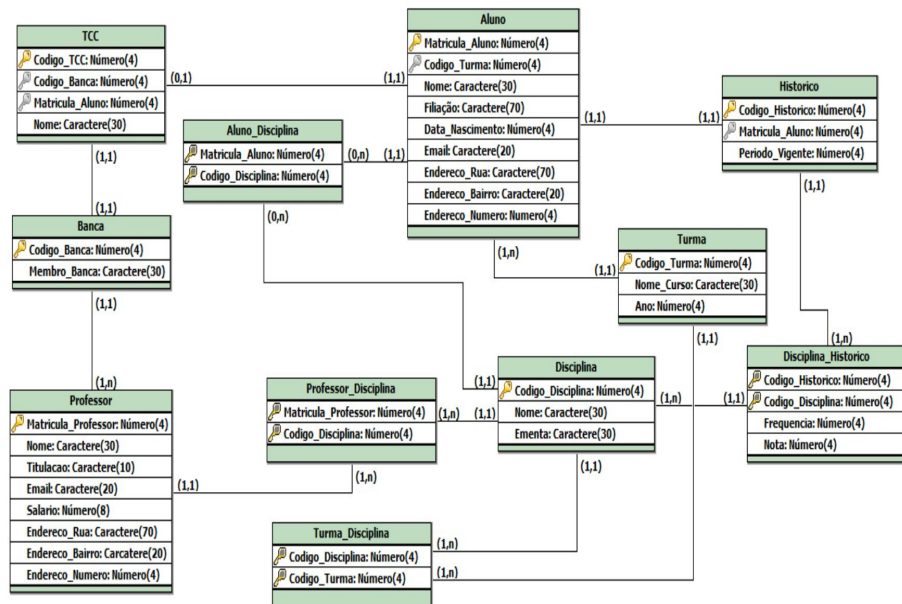 TCC
Codigo_TCC: Número(4)
Codigo_Banca: Número(4)
Matricula_Aluno: Número(4)
Nome: Caractere(30)
(0,1)
(1,1)
(1,1)
(1,1)
Aluno
Matricula_Aluno: Número(4)
Codigo_Turma: Número(4)
Nome: Caractere(30)
Filiação: Caractere(70)
Data_Nascimento: Número(4)
Email: Caractere(20)
Endereco_Rua: Caractere(70)
Endereco_Bairro: Caractere(20)
Endereco_Numero: Numero(4)
(1,1)
(1,1)
(1,n)
(1,1)
Historico
Codigo_Historico: Número(4)
Matricula_Aluno: Número(4)
Periodo_Vigente: Número(4)
(1,1)
(1,n)
Aluno_Disciplina
Matricula_Aluno: Número(4)
Codigo_Disciplina: Número(4)
(0,n)
(1,1)
(0,n)
(1,1)
Banca
Codigo_Banca: Número(4)
Membro_Banca: Caractere(30)
(1,1)
(1,n)
Turma
Codigo_Turma: Número(4)
Nome_Curso: Caractere(30)
Ano: Número(4)
(1,1)
Professor
Matricula_Professor: Número(4)
Nome: Caractere(30)
Titulacao: Caractere(10)
Email: Caractere(20)
Salario: Número(8)
Endereco_Rua: Caractere(70)
Endereco_Bairro: Carcatere(20)
Endereco_Numero: Número(4)
(1,1)
(1,n)
Professor_Disciplina
Matricula_Professor: Número(4)
Codigo_Disciplina: Número(4)
(1,n)
(1,1)
Disciplina
Codigo_Disciplina: Número(4)
Nome: Caractere(30)
Ementa: Caractere(30)
(1,n)
(1,1)
(1,1)
Disciplina_Historico
Codigo_Historico: Número(4)
Codigo_Disciplina: Número(4)
Frequencia: Número(4)
Nota: Número(4)
Turma_Disciplina
Codigo_Disciplina: Número(4)
Codigo_Turma: Número(4)
(1,n)
(1,n)